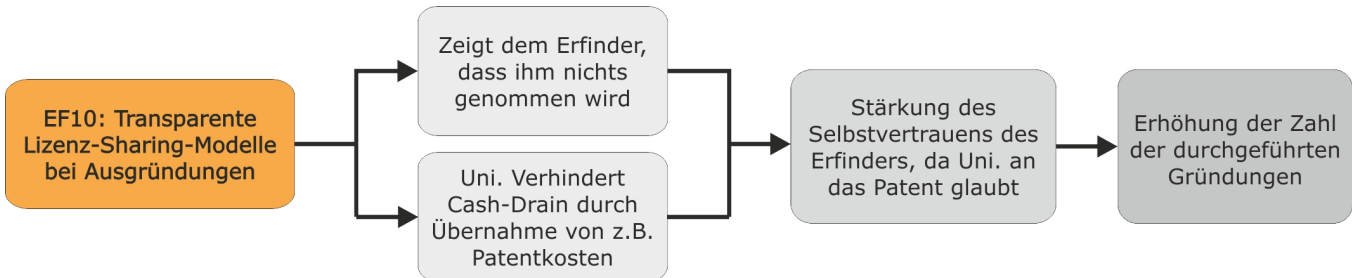 EF10: Transparente
Lizenz-Sharing-Modelle
bei Ausgründungen
Zeigt dem Erfinder,
dass ihm nichts
genommen wird
Uni. Verhindert
Cash-Drain durch
Übernahme von z.B.
Patentkosten
Stärkung des
Selbstvertrauens des
Erfinders, da Uni. an
das Patent glaubt
Erhöhung der Zahl
der durchgeführten
Gründungen